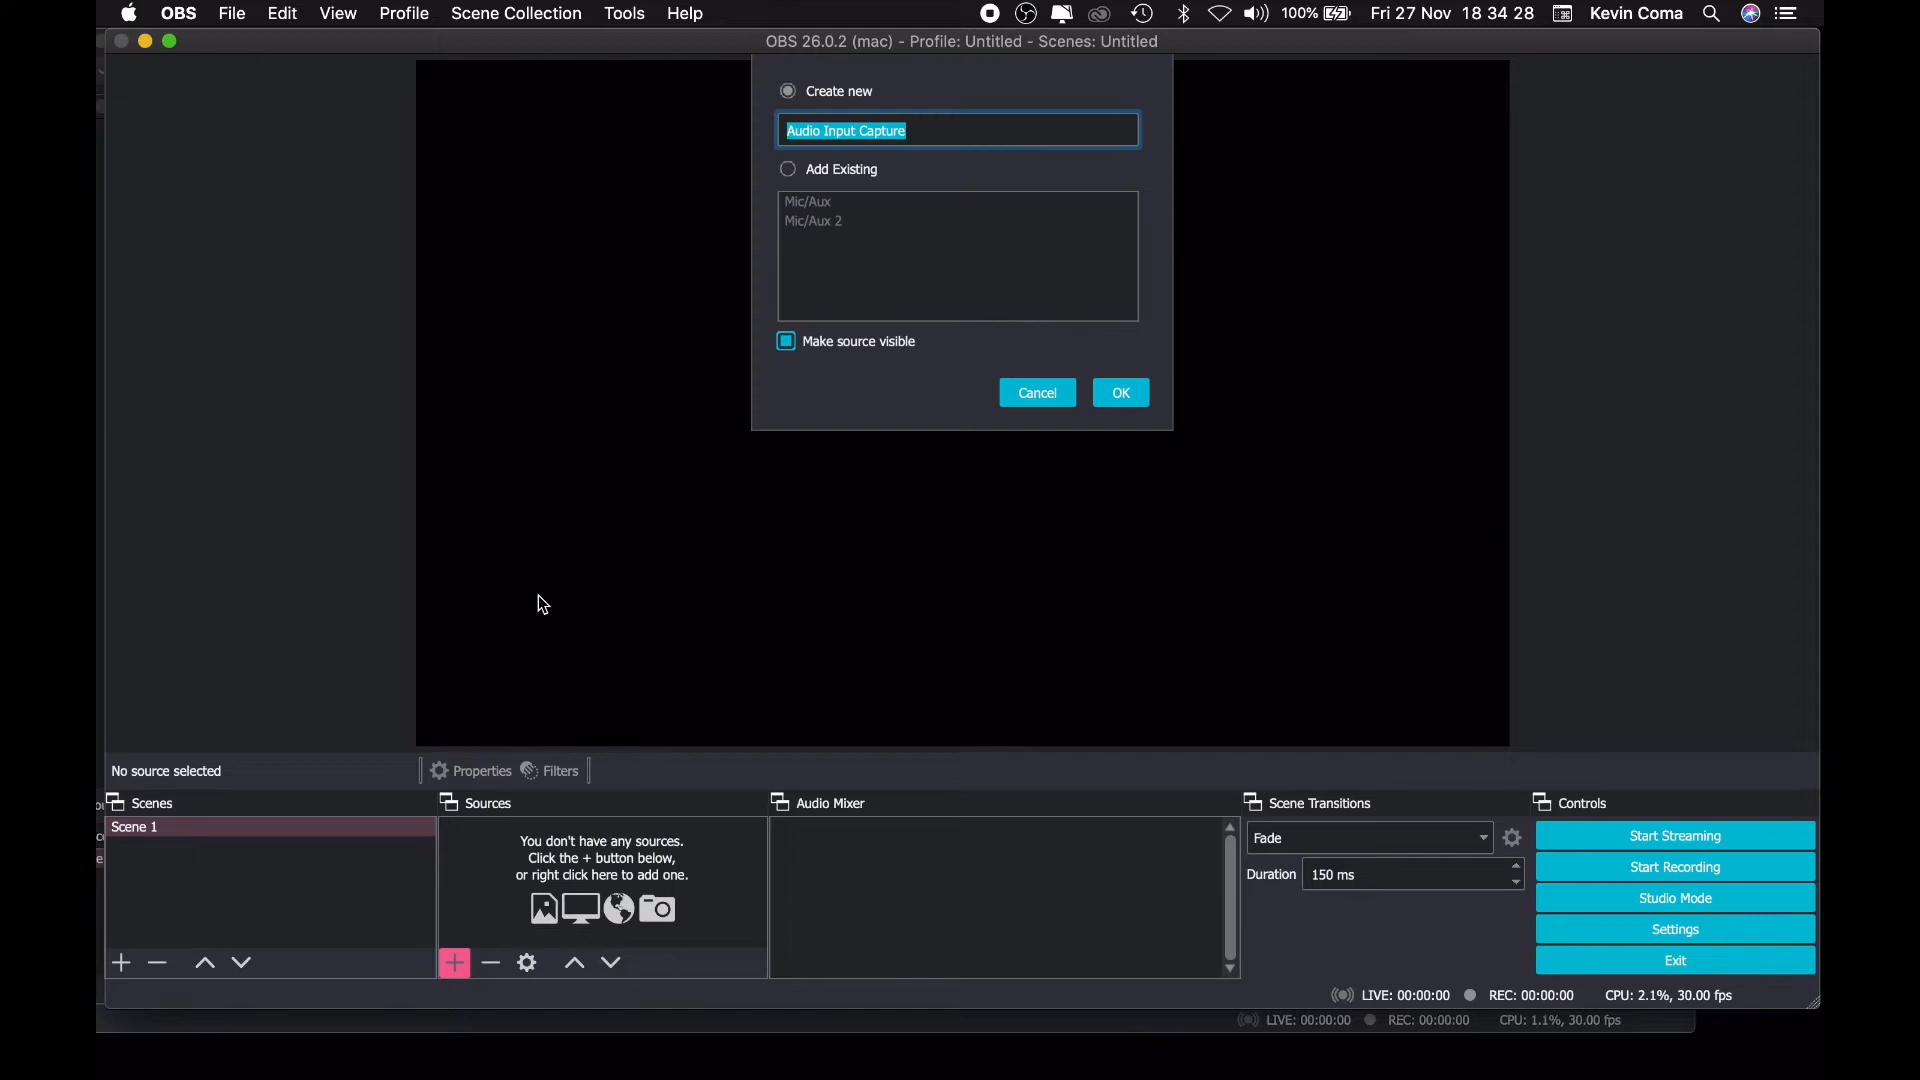 OBS File Edit View Profile Scene Collection Tools Help 100% Fri 27 Nov 18 34 28 Kevin Coma
OBS 26.0.2 (mac) - Profile: Untitled - Scenes: Untitled
Create new
Audio Input Capture
Add Existing
Mic/Aux
Mic/Aux 2
Make source visible
Cancel OK
No source selected Properties Filters
Scenes Sources Audio Mixer Scene Transitions Controls
Scene 1
You don't have any sources.
Click the + button below,
or right click here to add one.
Fade
Duration 150 ms
Start Streaming
Start Recording
Studio Mode
Settings
Exit
LIVE: 00:00:00 REC: 00:00:00 CPU: 2.1%, 30.00 fps
LIVE: 00:00:00 REC: 00:00:00 CPU: 1.1%, 30.00 fps